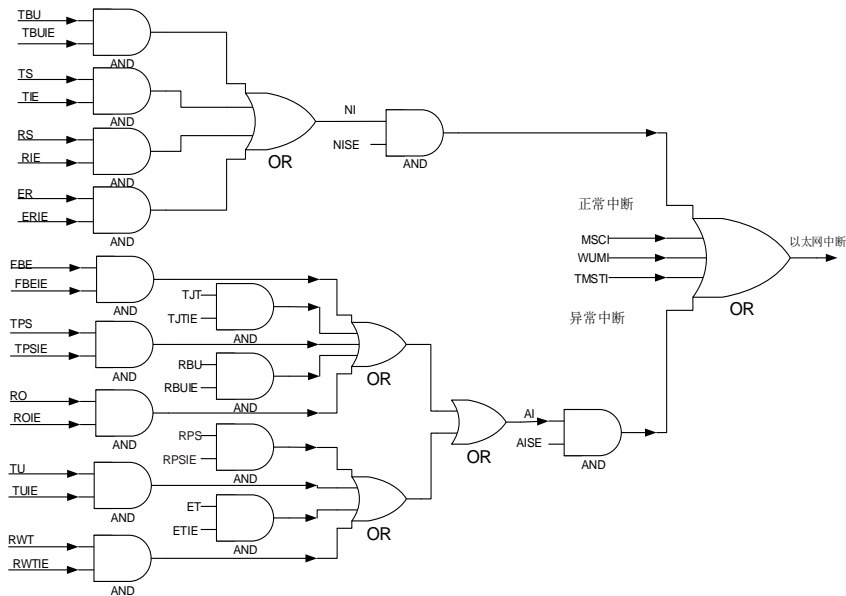 TBU
TBUIE
AND
TS
TIE
AND
RS
RIE
AND
ER
ERIE
AND
OR
NI
NISE
AND
正常中断
MSCI
WUMI
TMSTI
异常中断
OR
以太网中断
FBE
FBEIE
AND
TJT
TJTIE
AND
TPS
TPSIE
AND
RBU
RBUIE
AND
OR
RO
ROIE
AND
RPS
RPSIE
AND
TU
TUIE
AND
ET
ETIE
AND
OR
RWT
RWTIE
AND
OR
AI
AISE
AND